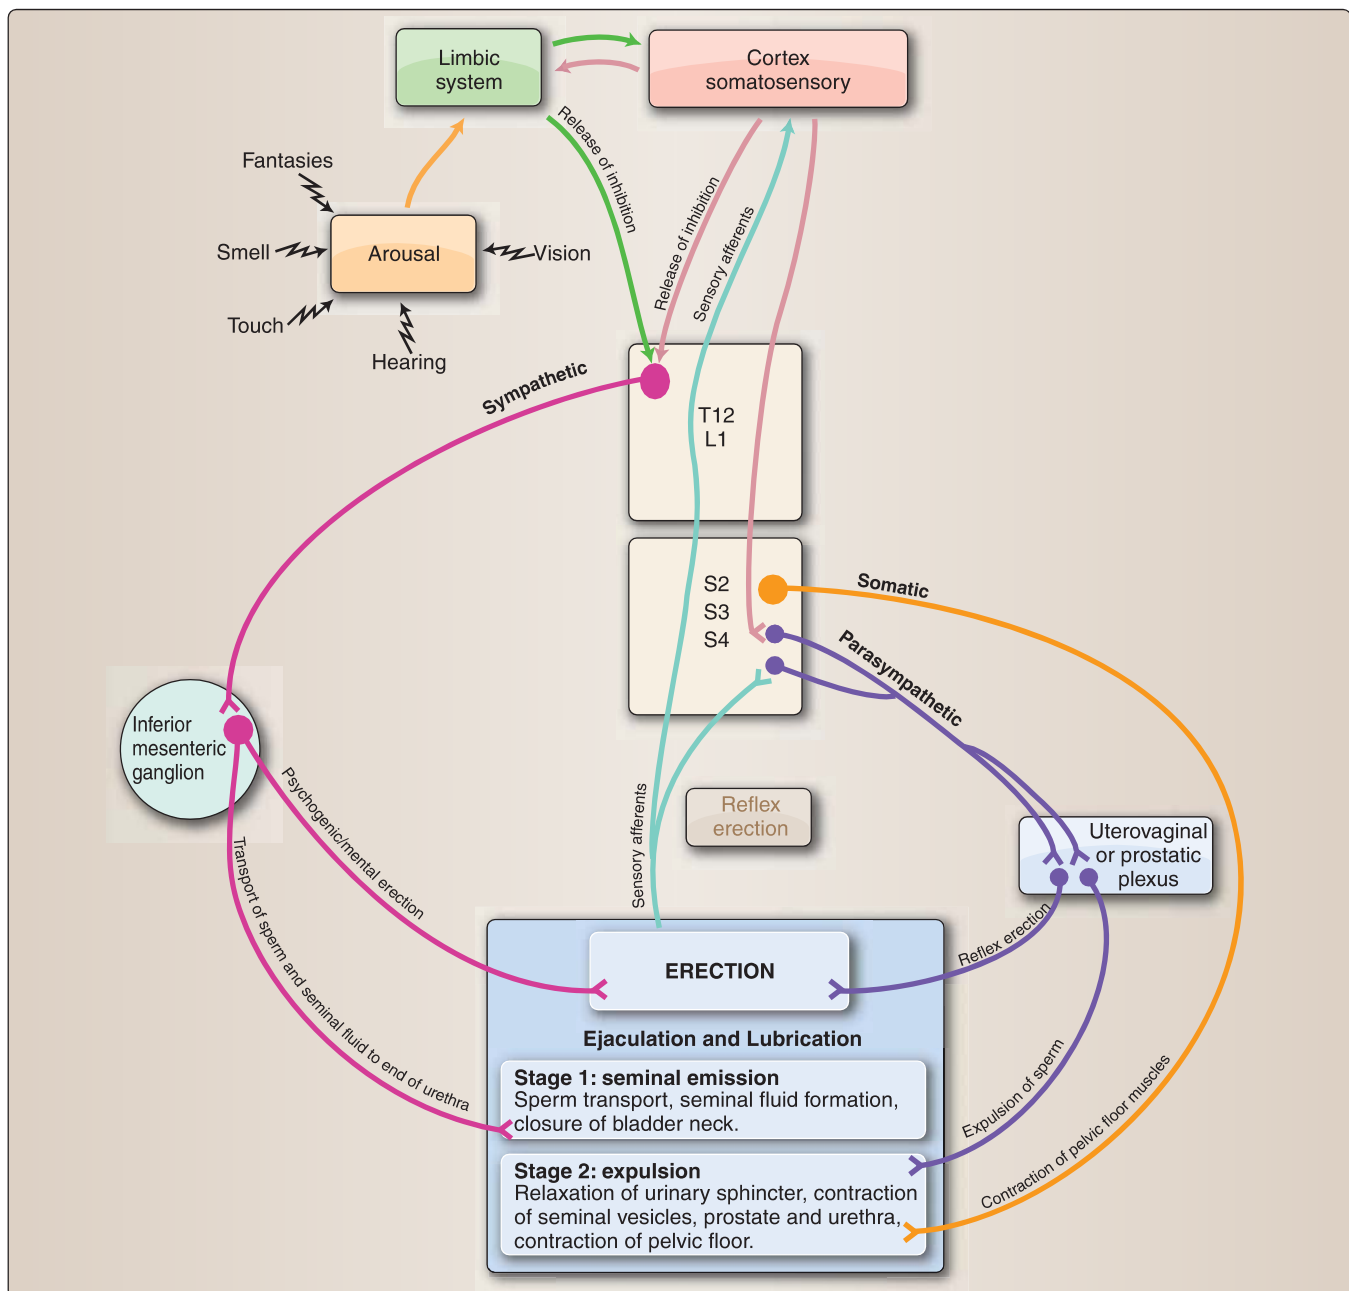 Limbic
system
Cortex
somatosensory
Release of inhibition
Release of inhibition
Sensory afferents
Fantasies
Smell
Arousal
Vision
Touch
Hearing
Sympathetic
T12
L1
S2
S3
S4
Somatic
Parasympathetic
Inferior
mesenteric
ganglion
Psychogenic/mental erection
Transport of sperm and seminal fluid to end of urethra
Sensory afferents
Reflex
erection
Uterovaginal
or prostatic
plexus
Reflex erection
Expulsion of sperm
Contraction of pelvic floor muscles
ERECTION
Ejaculation and Lubrication
Stage 1: seminal emission
Sperm transport, seminal fluid formation,
closure of bladder neck.
Stage 2: expulsion
Relaxation of urinary sphincter, contraction
of seminal vesicles, prostate and urethra,
contraction of pelvic floor.